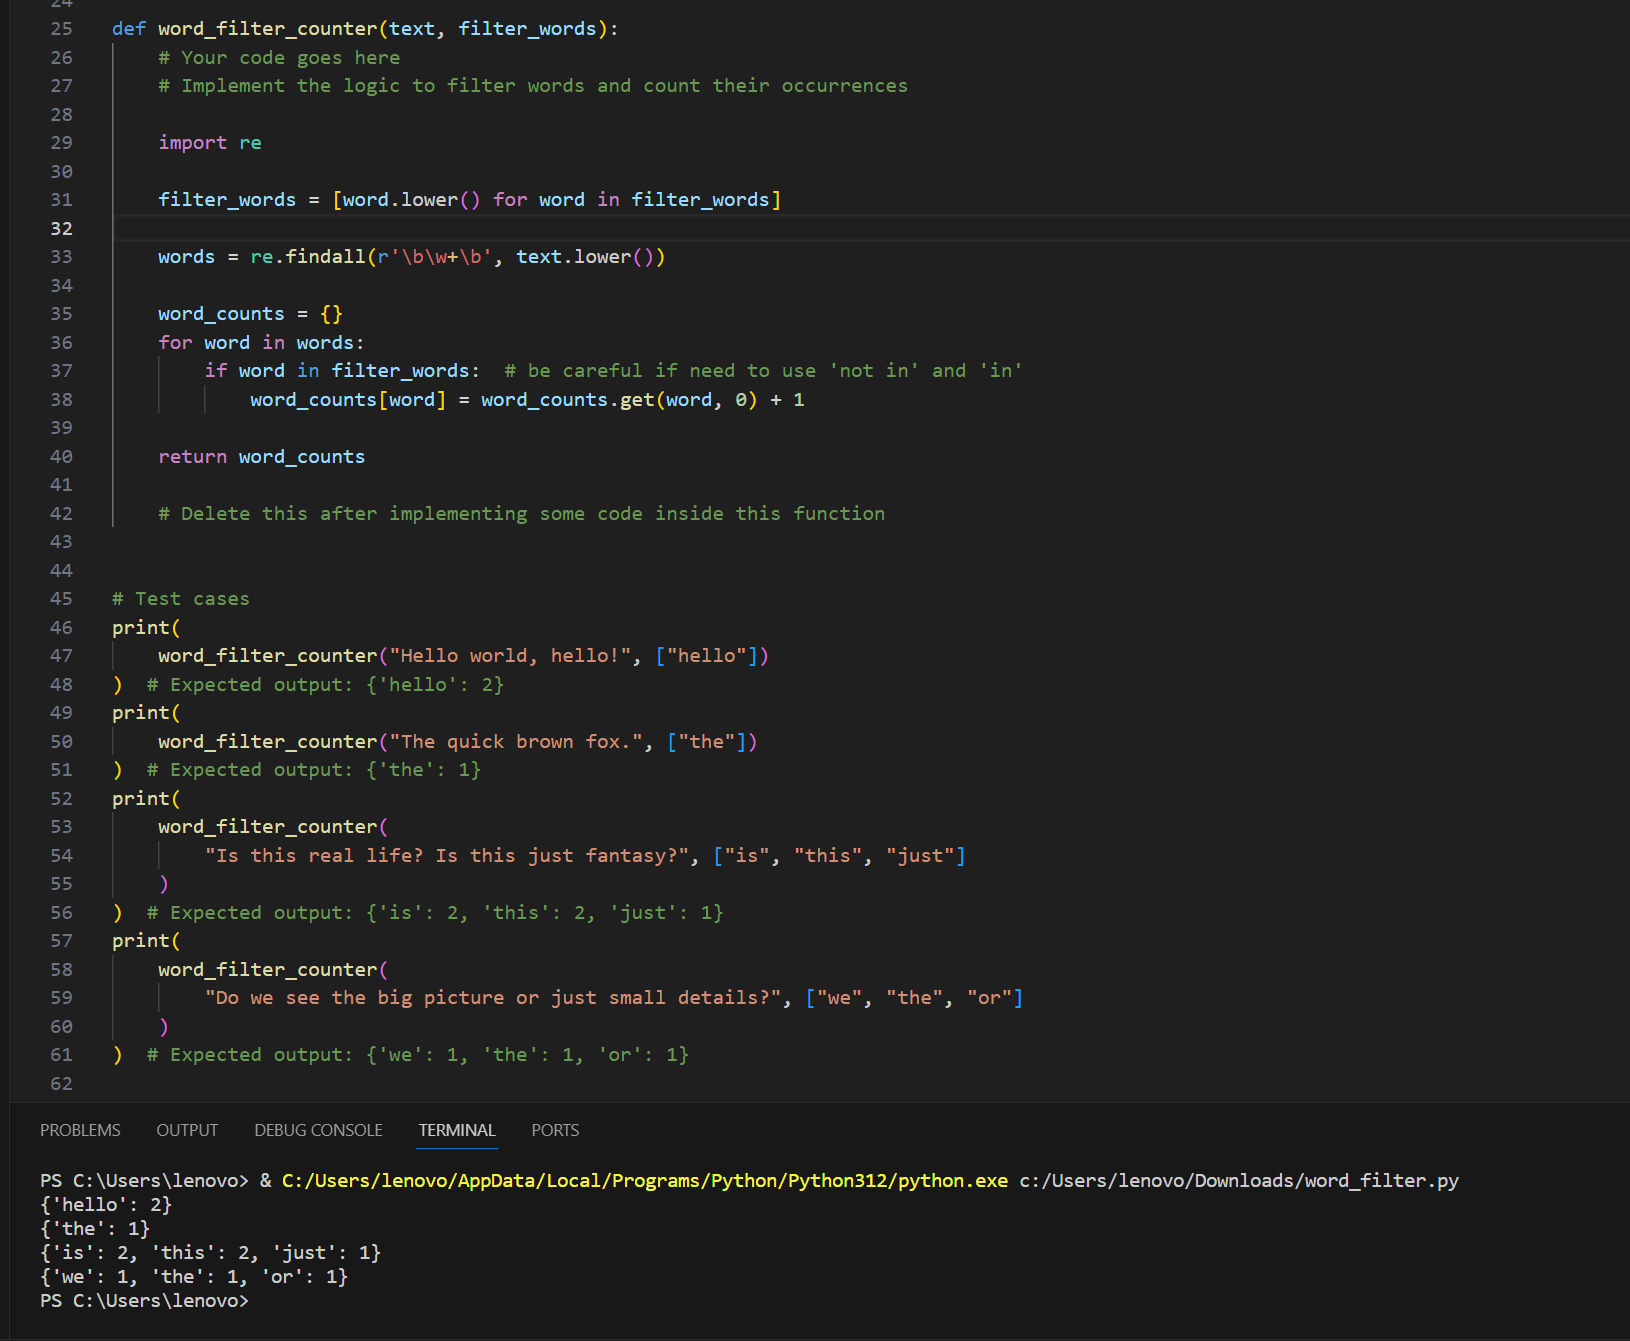 24
25 def word_filter_counter(text, filter_words):
26     # Your code goes here
27     # Implement the logic to filter words and count their occurrences
28
29     import re
30
31     filter_words = [word.lower() for word in filter_words]
32
33     words = re.findall(r'\b\w+\b', text.lower())
34
35     word_counts = {}
36     for word in words:
37         if word in filter_words:  # be careful if need to use 'not in' and 'in'
38             word_counts[word] = word_counts.get(word, 0) + 1
39
40     return word_counts
41
42     # Delete this after implementing some code inside this function
43
44
45 # Test cases
46 print(
47     word_filter_counter("Hello world, hello!", ["hello"])
48 )  # Expected output: {'hello': 2}
49 print(
50     word_filter_counter("The quick brown fox.", ["the"])
51 )  # Expected output: {'the': 1}
52 print(
53     word_filter_counter(
54         "Is this real life? Is this just fantasy?", ["is", "this", "just"]
55     )
56 )  # Expected output: {'is': 2, 'this': 2, 'just': 1}
57 print(
58     word_filter_counter(
59         "Do we see the big picture or just small details?", ["we", "the", "or"]
60     )
61 )  # Expected output: {'we': 1, 'the': 1, 'or': 1}
62
PROBLEMS OUTPUT DEBUG CONSOLE TERMINAL PORTS
PS C:\Users\lenovo> & C:/Users/lenovo/AppData/Local/Programs/Python/Python312/python.exe c:/Users/lenovo/Downloads/word_filter.py
{'hello': 2}
{'the': 1}
{'is': 2, 'this': 2, 'just': 1}
{'we': 1, 'the': 1, 'or': 1}
PS C:\Users\lenovo>